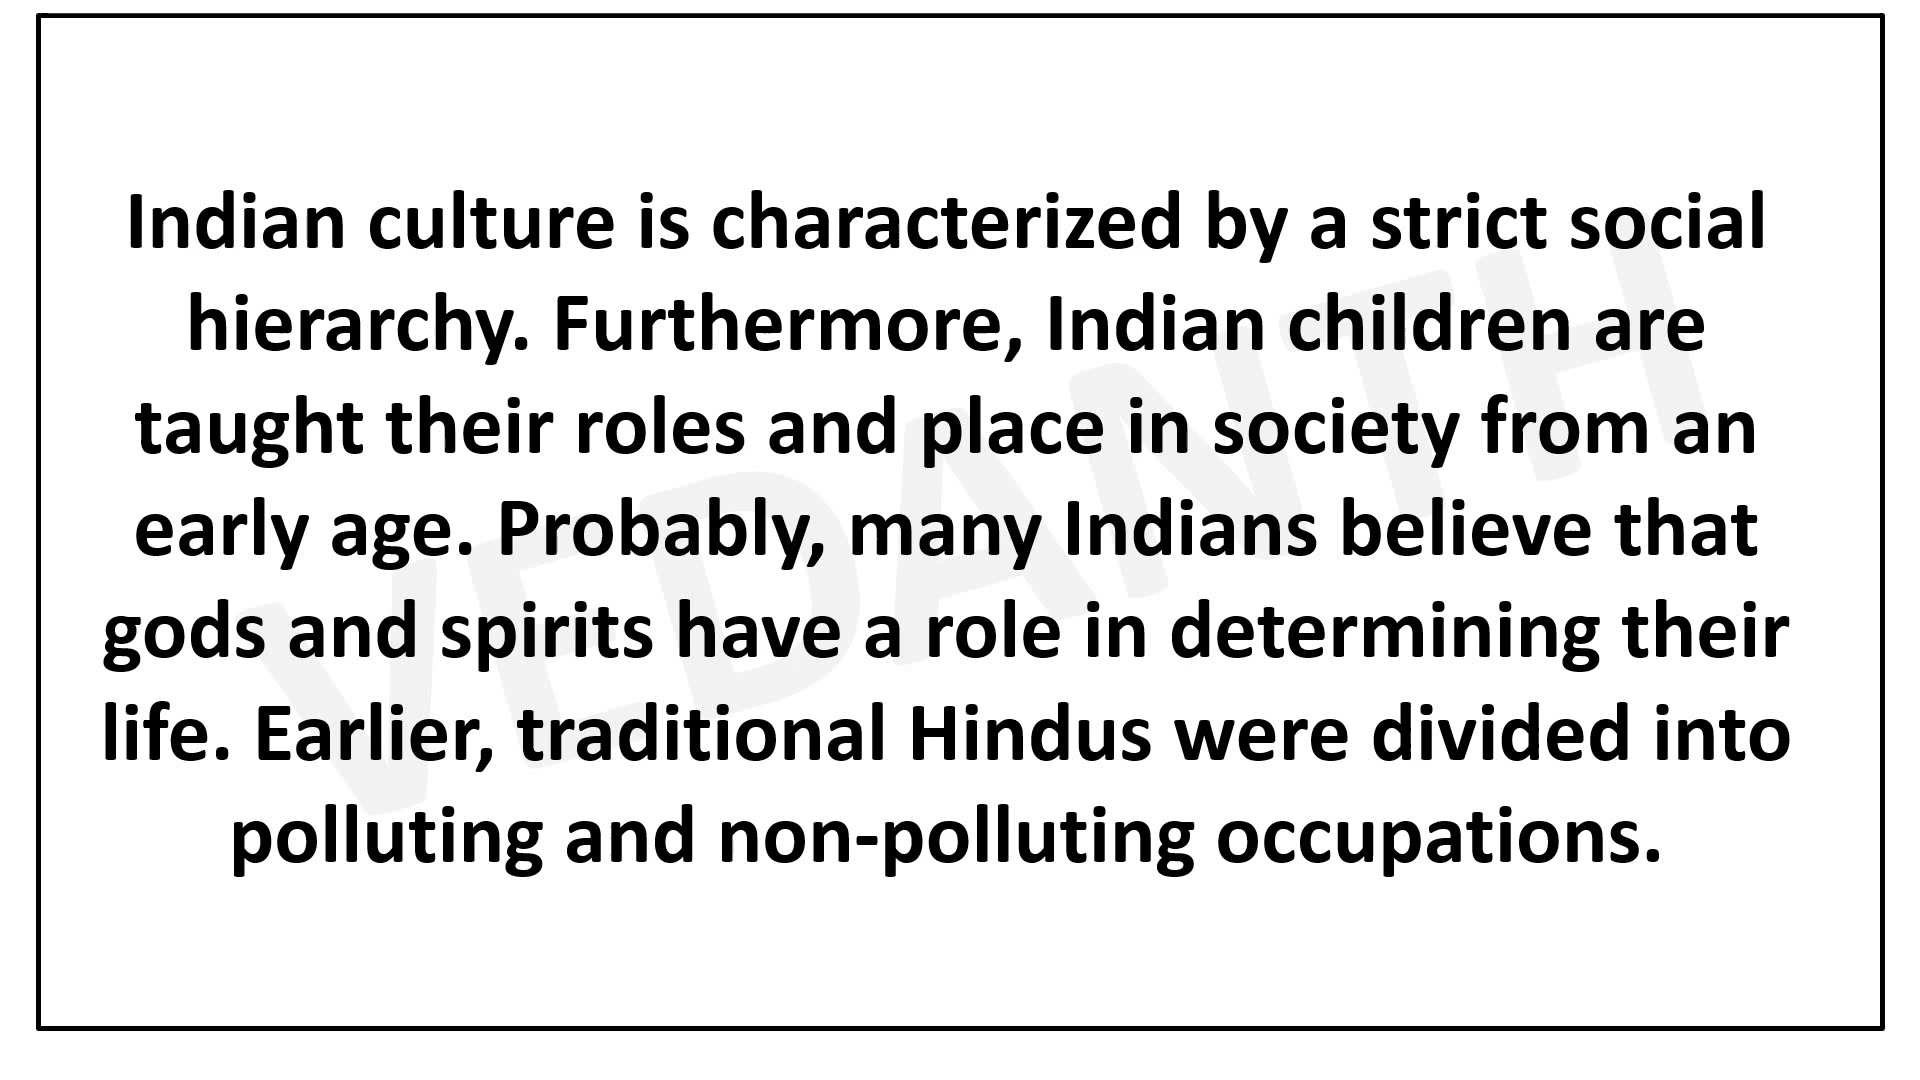 Indian culture is characterized by a strict social
hierarchy. Furthermore, Indian children are
taught their roles and place in society from an
early age. Probably, many Indians believe that
gods and spirits have a role in determining their
life. Earlier, traditional Hindus were divided into
polluting and non-polluting occupations.
VEDANTH